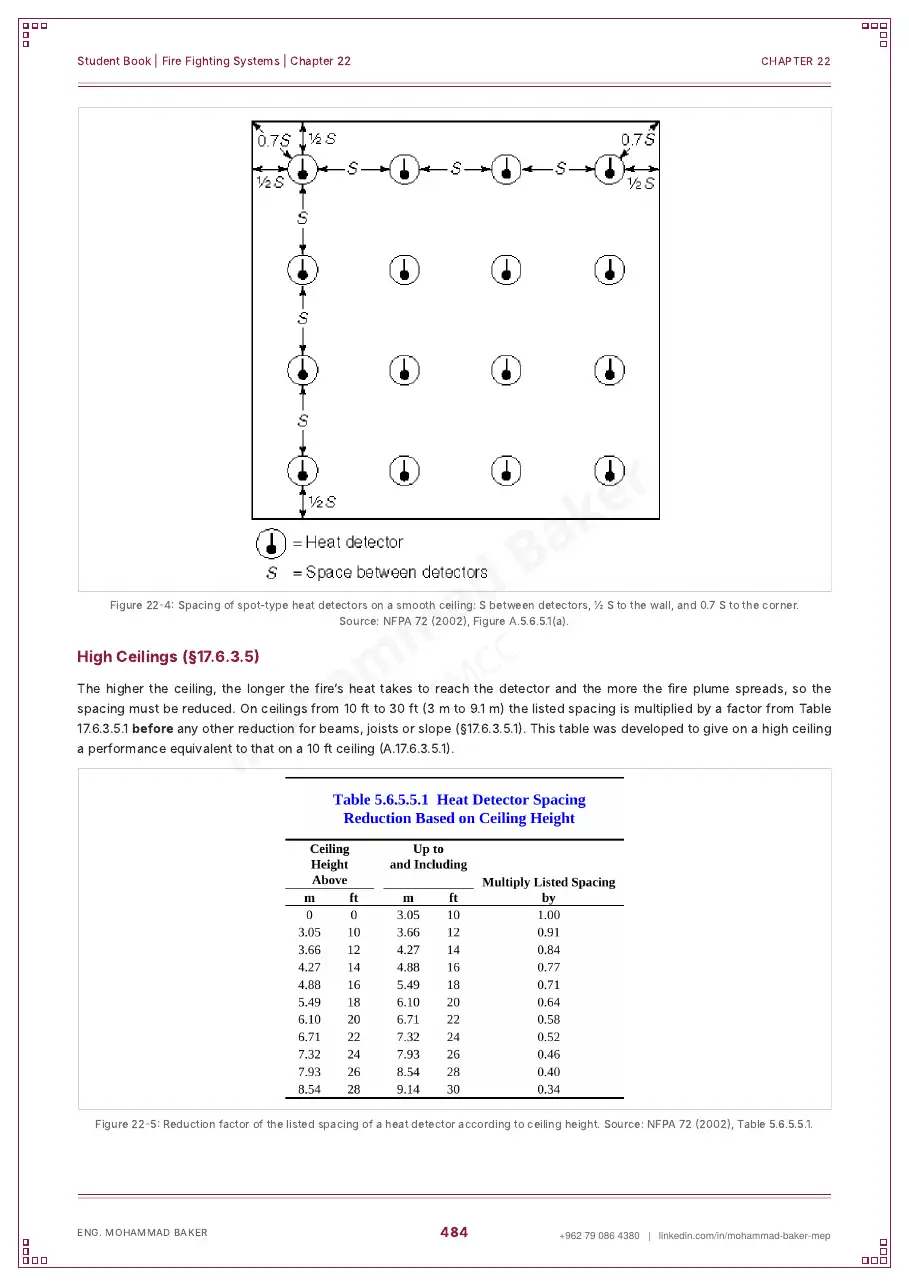 Student Book | Fire Fighting Systems | Chapter 22
CHAPTER 22
0.7S
½ S
0.7S
S
S
S
½ S
½ S
S
S
S
½ S
= Heat detector
S = Space between detectors
Figure 22-4: Spacing of spot-type heat detectors on a smooth ceiling: S between detectors, ½ S to the wall, and 0.7 S to the corner.
Source: NFPA 72 (2002), Figure A.5.6.5.1(a).
High Ceilings (§17.6.3.5)
The higher the ceiling, the longer the fire’s heat takes to reach the detector and the more the fire plume spreads, so the
spacing must be reduced. On ceilings from 10 ft to 30 ft (3 m to 9.1 m) the listed spacing is multiplied by a factor from Table
17.6.3.5.1 before any other reduction for beams, joists or slope (§17.6.3.5.1). This table was developed to give on a high ceiling
a performance equivalent to that on a 10 ft ceiling (A.17.6.3.5.1).
Table 5.6.5.5.1 Heat Detector Spacing
Reduction Based on Ceiling Height
Ceiling Height Above
Up to and Including
Multiply Listed Spacing by
m ft m ft
0 0 3.05 10 1.00
3.05 10 3.66 12 0.91
3.66 12 4.27 14 0.84
4.27 14 4.88 16 0.77
4.88 16 5.49 18 0.71
5.49 18 6.10 20 0.64
6.10 20 6.71 22 0.58
6.71 22 7.32 24 0.52
7.32 24 7.93 26 0.46
7.93 26 8.54 28 0.40
8.54 28 9.14 30 0.34
Figure 22-5: Reduction factor of the listed spacing of a heat detector according to ceiling height. Source: NFPA 72 (2002), Table 5.6.5.5.1.
ENG. MOHAMMAD BAKER
484
+962 79 086 4380 | linkedin.com/in/mohammad-baker-mep